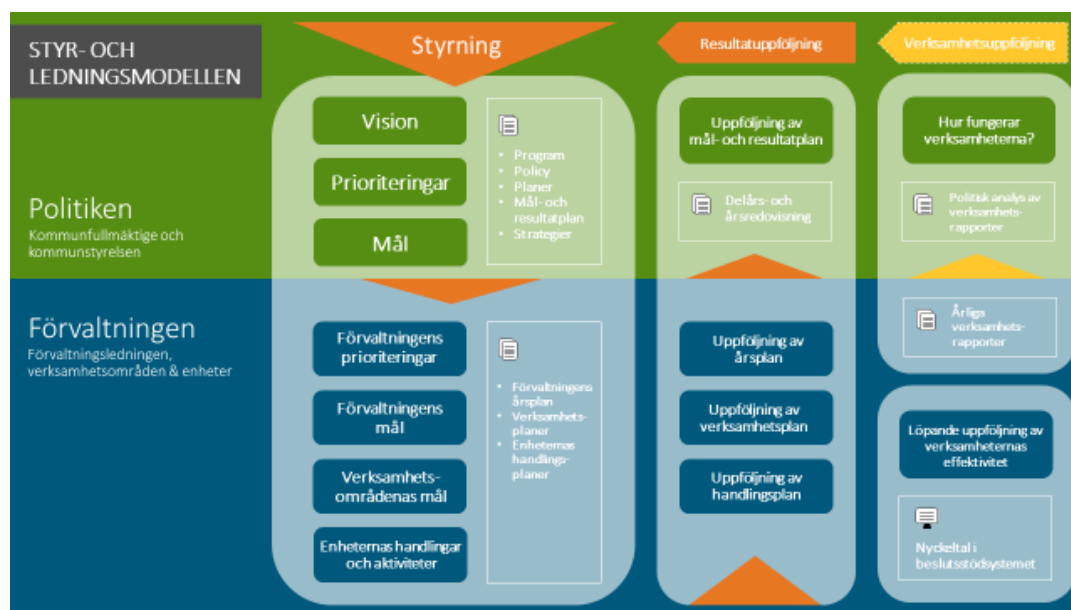 STYR- OCH
LEDNINGSMODELLEN
Styrning
Resultatuppföljning
Verksamhetsuppföljning
Politiken
Kommunfullmäktige och
kommunstyrelsen
Vision
Prioriteringar
Mål
• Program
• Policy
• Planer
• Mål- och
resultatplan
• Strategier
Uppföljning av
mål- och resultatplan
Delårs- och
årsredovisning
Hur fungerar
verksamheterna?
Politisk analys av
verksamhets-
rapporter
Förvaltningen
Förvaltningsledningen,
verksamhetsområden & enheter
Förvaltningens
prioriteringar
Förvaltningens
mål
Verksamhets-
områdenas mål
Enheternas handlingar
och aktiviteter
• Förvaltningens
årsplan
• Verksamhets-
planer
• Enheternas
handlings-
planer
Uppföljning av
årsplan
Uppföljning av
verksamhetsplan
Uppföljning av
handlingsplan
Årliga
verksamhets-
rapporter
Löpande uppföljning av
verksamheternas
effektivitet
Nyckeltal i
beslutsstödsystemet